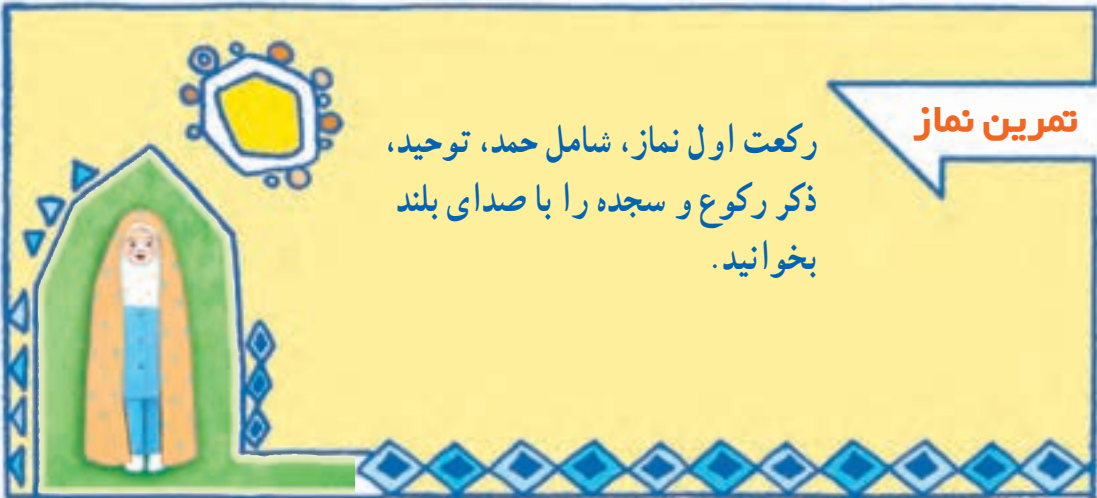 تمرین نماز
رکعت اول نماز، شامل حمد، توحید،
ذکر رکوع و سجده را با صدای بلند
بخوانید.